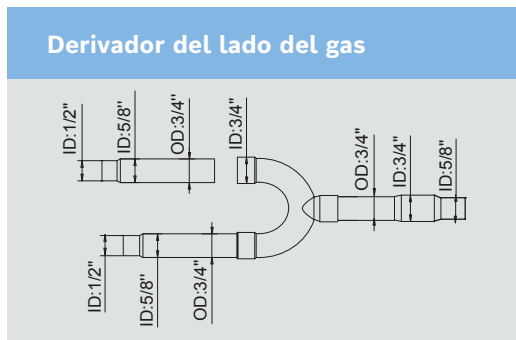 Derivador del lado del gas
ID:1/2"
ID:5/8"
OD:3/4"
ID:3/4"
OD:3/4"
ID:3/4"
ID:5/8"
ID:1/2"
ID:5/8"
OD:3/4"